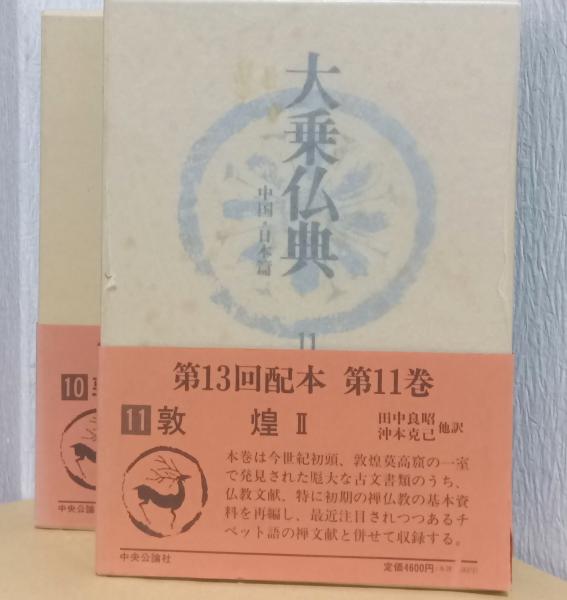 大乗仏典
中国・日本篇
11
第13回配本 第11巻
11 敦煌 II
田中良昭
沖本克己 他訳
本巻は今世紀初頭、敦煌莫高窟の一室
で発見された厖大な古文書類のうち、
仏教文献、特に初期の禅仏教の基本資
料を再編し、最近注目されつつあるチ
ベット語の禅文献と併せて収録する。
中央公論社
定価4600円
10
中央公論